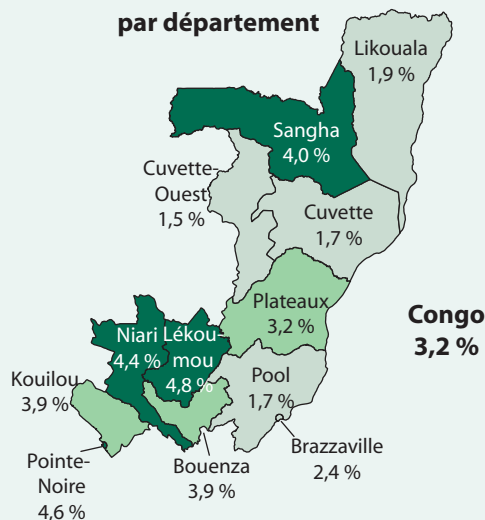 par département
Likouala
1,9 %
Sangha
4,0 %
Cuvette-
Ouest
1,5 %
Cuvette
1,7 %
Plateaux
3,2 %
Congo
3,2 %
Niari
4,4 %
Lékou-
mou
4,8 %
Pool
1,7 %
Kouilou
3,9 %
Pointe-
Noire
4,6 %
Bouenza
3,9 %
Brazzaville
2,4 %